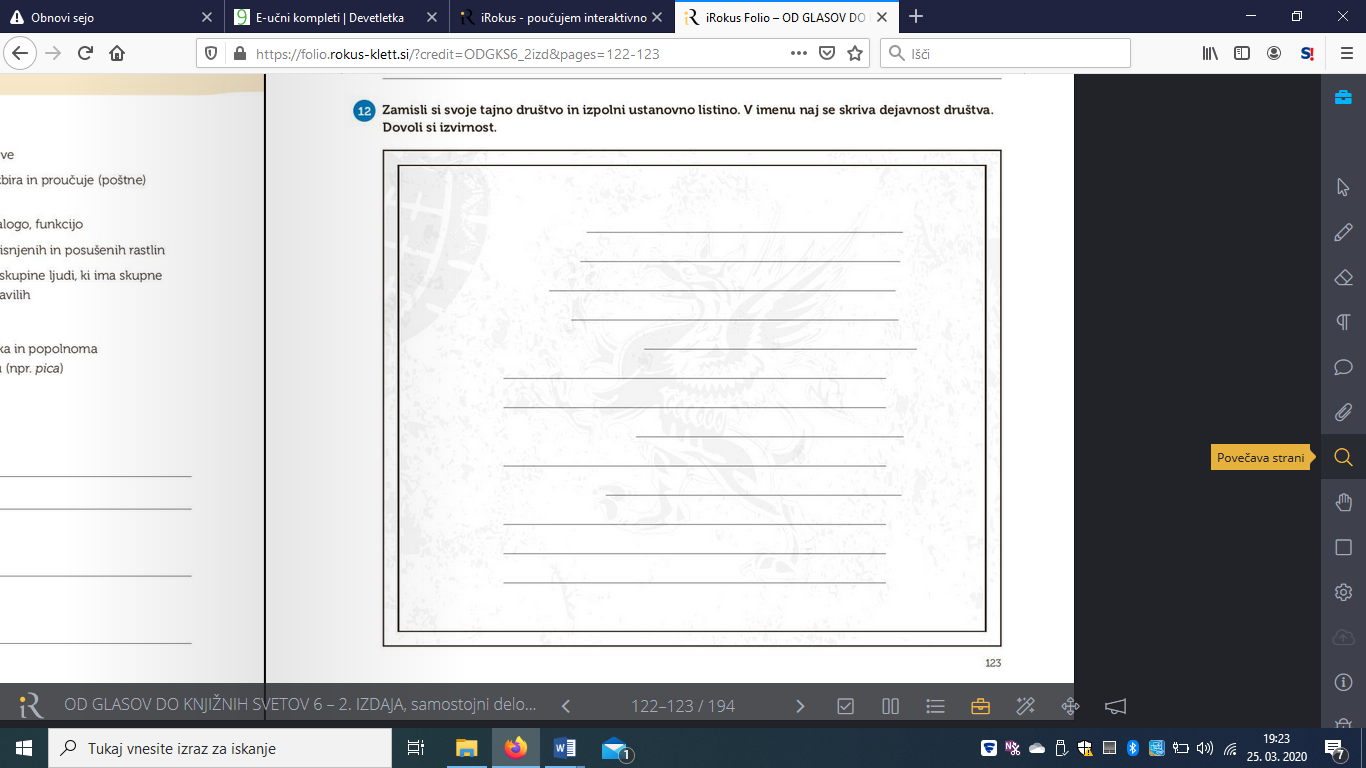 Obnovi sejo
E-učni kompleti | Devetletka
iRokus - poučujem interaktivno
iRokus Folio – OD GLASOV DO
https://folio.rokus-klett.si/?credit=ODGKS6_2izd&pages=122-123
Išči
ve
bira in proučuje (poštne)
alogo, funkcijo
isnjenih in posušenih rastlin
skupine ljudi, ki ima skupne
avilih
ka in popolnoma
u (npr. pica)
12 Zamisli si svoje tajno društvo in izpolni ustanovno listino. V imenu naj se skriva dejavnost društva.
Dovoli si izvirnost.
123
Povečava strani
OD GLASOV DO KNJIŽNIH SVETOV 6 – 2. IZDAJA, samostojni delo...
122–123 / 194
Tukaj vnesite izraz za iskanje
1
19:23
25. 03. 2020
7